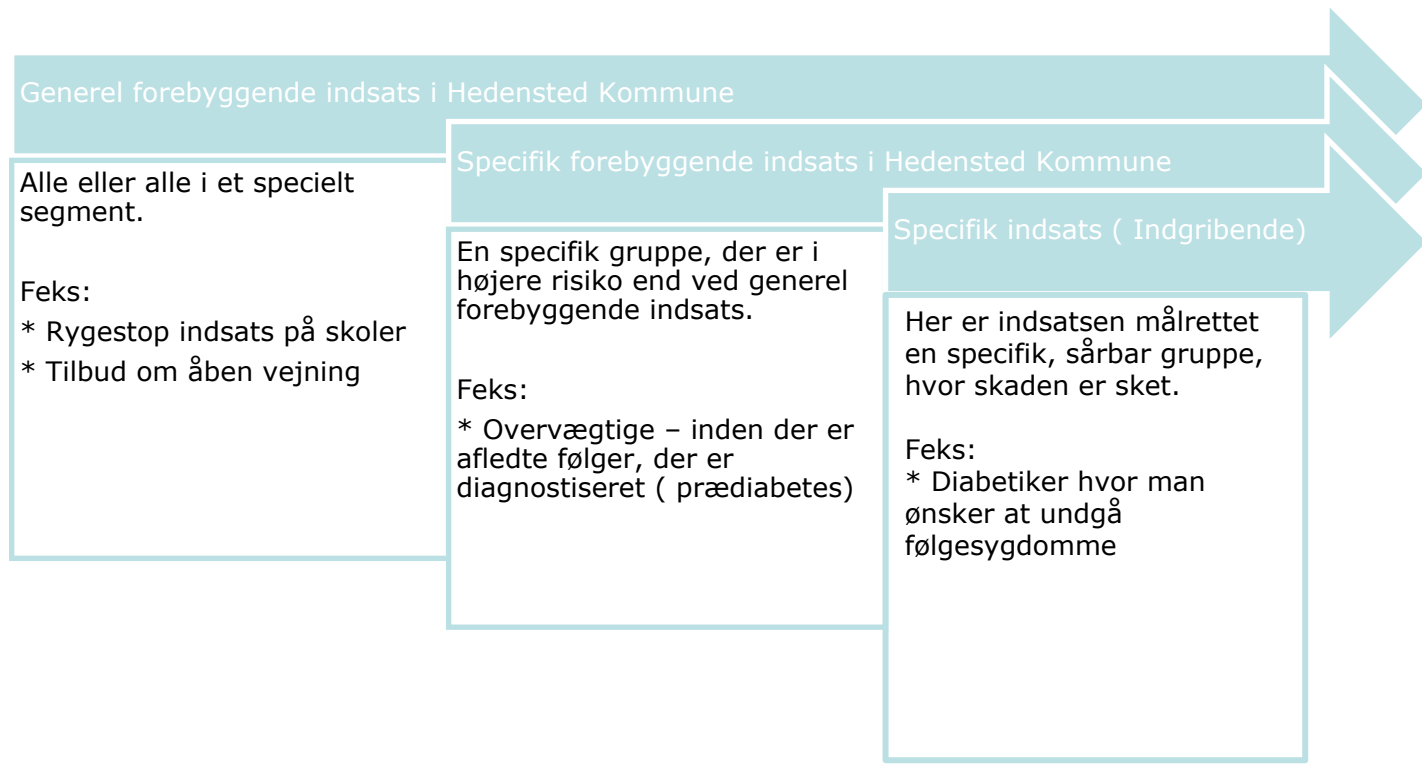 Generel forebyggende indsats i Hedensted Kommune
Alle eller alle i et specielt
segment.
Feks:
* Rygestop indsats på skoler
* Tilbud om åben vejning
Specifik forebyggende indsats i Hedensted Kommune
En specifik gruppe, der er i
højere risiko end ved generel
forebyggende indsats.
Feks:
* Overvægtige – inden der er
afledte følger, der er
diagnostiseret ( prædiabetes)
Specifik indsats ( Indgribende)
Her er indsatsen målrettet
en specifik, sårbar gruppe,
hvor skaden er sket.
Feks:
* Diabetiker hvor man
ønsker at undgå
følgesygdomme